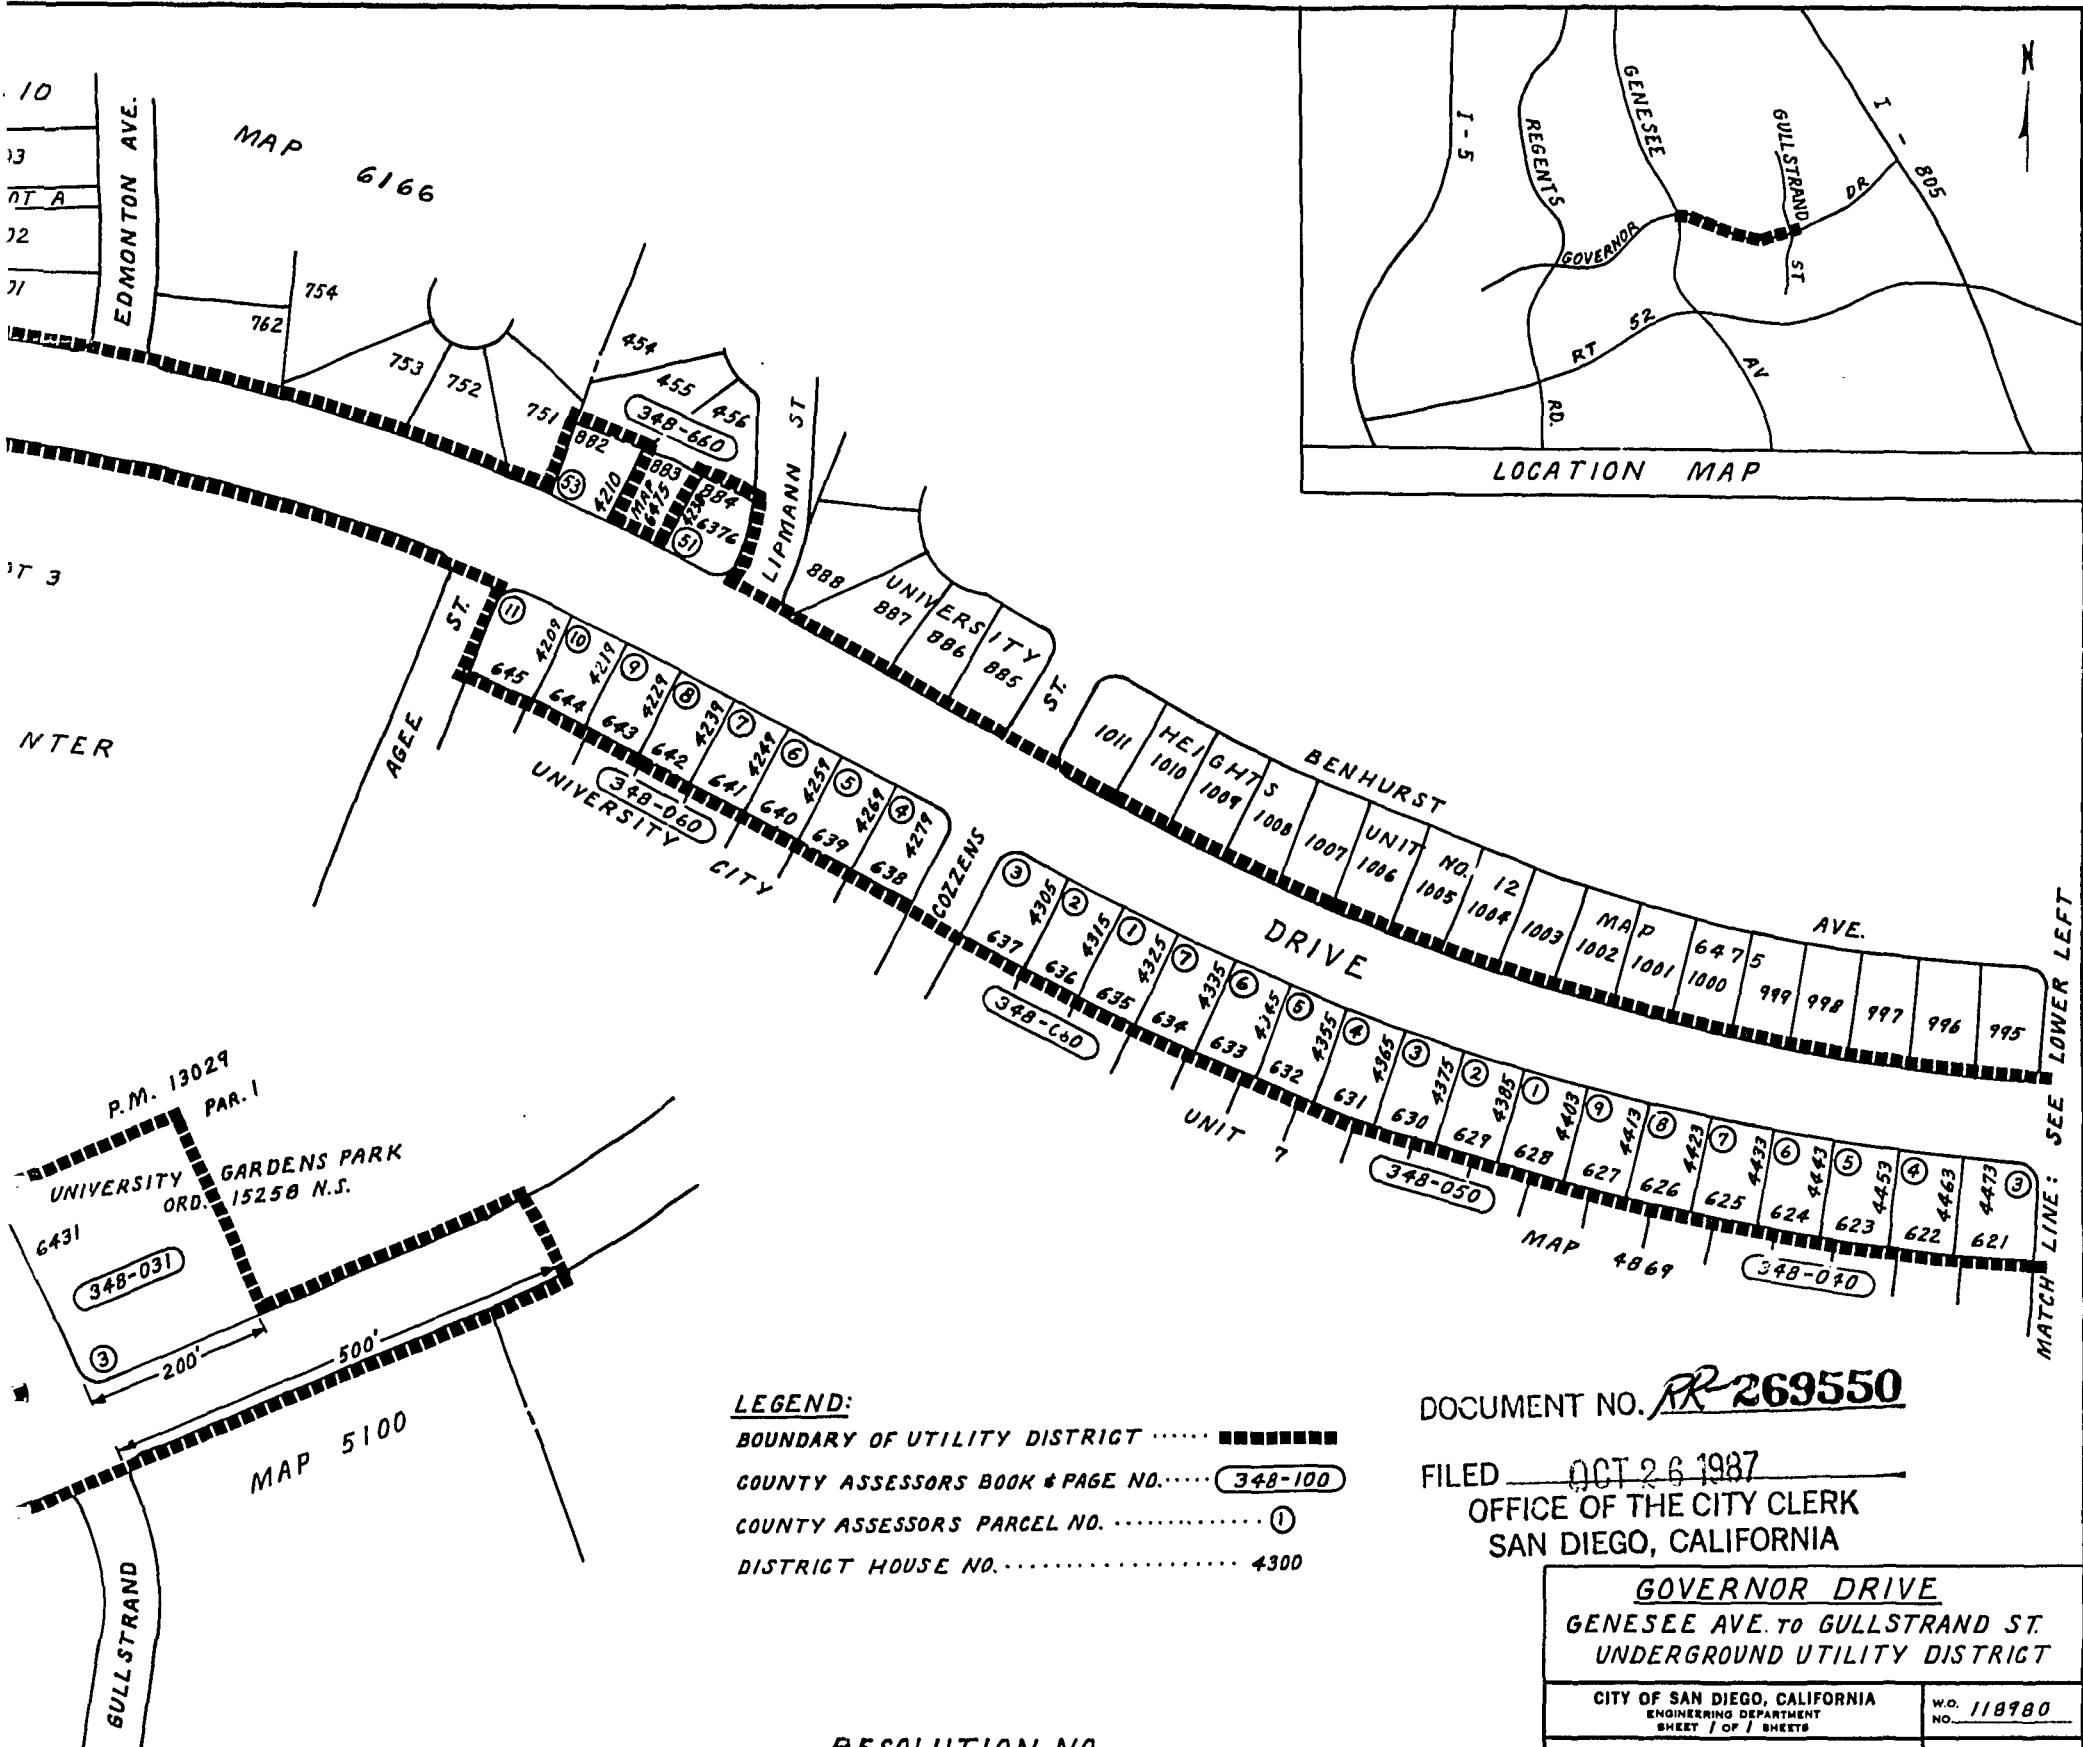 10
EDMONTON AVE.
MAP 6166
OT A
762
754
753
752
751
454
455
456
348-660
882
883
884
53
4210
MAP
6475
6376
51
LIPMANN ST
888
UNIVERSITY
887
886
885
ST.
BENHURST AVE.
1011
HEIGHTS
1010
1009
1008
1007
UNIT NO. 12
1006
1005
1004
1003
MAP 6475
1002
1001
1000
999
998
997
996
995
I-5
REGENTS
GENESEE
GULLSTRAND
I - 805
N
GOVERNOR
DR
ST
RT 52
AV
RD.
LOCATION MAP
NTER
AGEE ST.
11
4209
645
10
4219
644
9
4229
643
8
4239
642
7
4249
641
6
4259
640
5
4269
639
4
4279
638
348-060
UNIVERSITY CITY
COZZENS
DRIVE
3
4305
637
2
4315
636
1
4325
635
7
4335
634
6
4345
633
5
4355
632
4
4365
631
3
4375
630
2
4385
629
1
4403
628
9
4413
627
8
4423
626
7
4433
625
6
4443
624
5
4453
623
4
4463
622
4473
3
621
UNIT 7
348-050
MAP 4869
348-040
MATCH LINE: SEE LOWER LEFT
P.M. 13029
PAR. 1
UNIVERSITY GARDENS PARK
ORD. 15258 N.S.
6431
348-031
3
200'
500'
MAP 5100
GULLSTRAND
LEGEND:
BOUNDARY OF UTILITY DISTRICT ......
COUNTY ASSESSORS BOOK & PAGE NO. ..... 348-100
COUNTY ASSESSORS PARCEL NO. .............. 1
DISTRICT HOUSE NO. .................... 4300
DOCUMENT NO. RR-269550
FILED OCT 26 1987
OFFICE OF THE CITY CLERK
SAN DIEGO, CALIFORNIA
GOVERNOR DRIVE
GENESEE AVE. TO GULLSTRAND ST.
UNDERGROUND UTILITY DISTRICT
CITY OF SAN DIEGO, CALIFORNIA
ENGINEERING DEPARTMENT
SHEET 1 OF 1 SHEETS
W.O. NO. 118980
RESOLUTION NO.